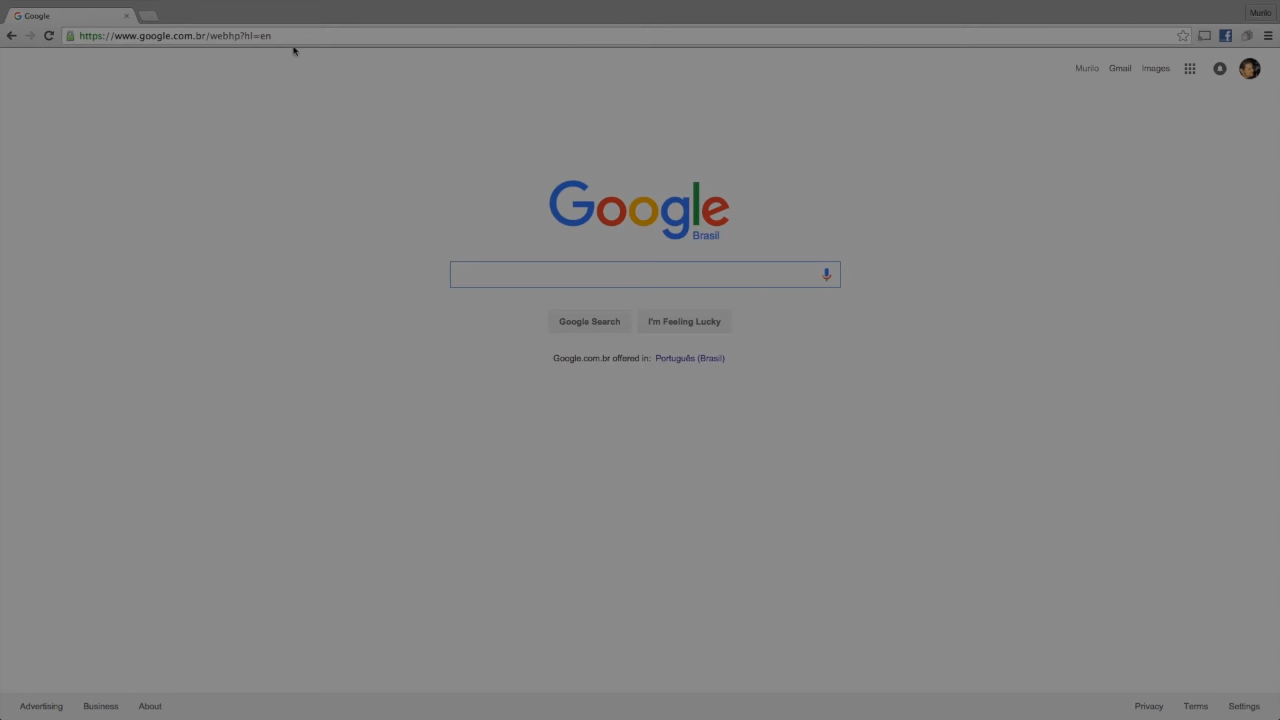 Google
Murilo
https://www.google.com.br/webhp?hl=en
Murilo Gmail Images
Google
Brasil
Google Search I'm Feeling Lucky
Google.com.br offered in: Português (Brasil)
Advertising Business About Privacy Terms Settings